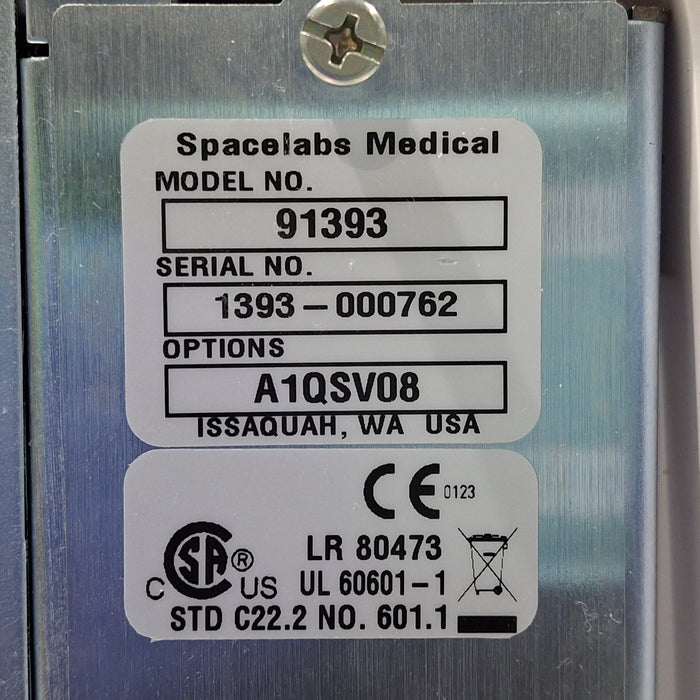 Spacelabs Medical
MODEL NO.
91393
SERIAL NO.
1393-000762
OPTIONS
A1QSV08
ISSAQUAH, WA USA
CE 0123
SA ®
C US
LR 80473
UL 60601-1
STD C22.2 NO. 601.1